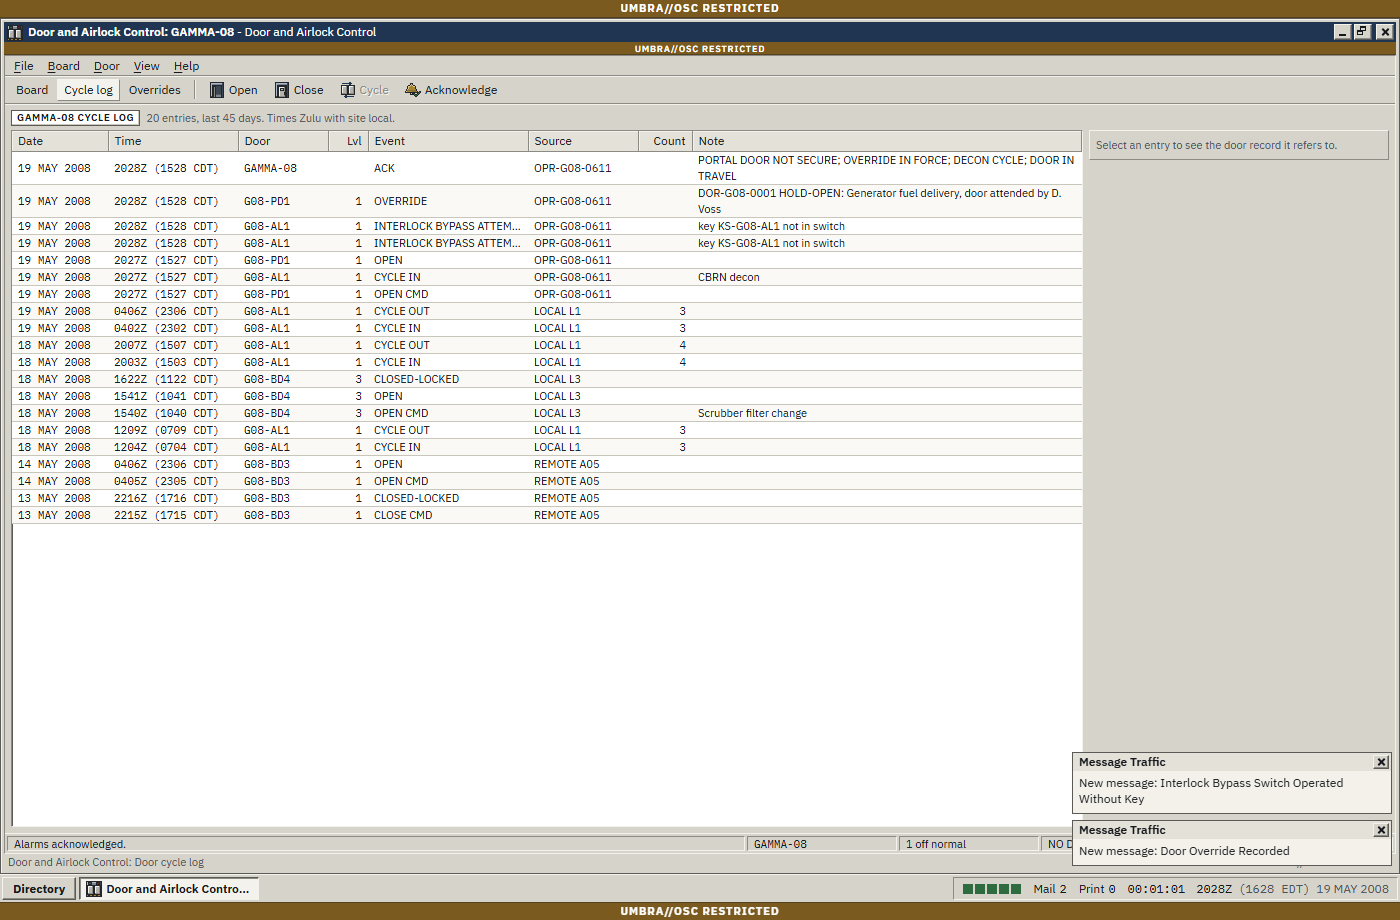 UMBRA//OSC RESTRICTED
Door and Airlock Control: GAMMA-08 - Door and Airlock Control
UMBRA//OSC RESTRICTED
File Board Door View Help
Board Cycle log Overrides Open Close Cycle Acknowledge
GAMMA-08 CYCLE LOG 20 entries, last 45 days. Times Zulu with site local.
Date Time Door Lvl Event Source Count Note
Select an entry to see the door record it refers to.
19 MAY 2008 2028Z (1528 CDT) GAMMA-08 ACK OPR-G08-0611 PORTAL DOOR NOT SECURE; OVERRIDE IN FORCE; DECON CYCLE; DOOR IN
TRAVEL
19 MAY 2008 2028Z (1528 CDT) G08-PD1 1 OVERRIDE OPR-G08-0611 DOR-G08-0001 HOLD-OPEN: Generator fuel delivery, door attended by D.
Voss
19 MAY 2008 2028Z (1528 CDT) G08-AL1 1 INTERLOCK BYPASS ATTEM... OPR-G08-0611 key KS-G08-AL1 not in switch
19 MAY 2008 2028Z (1528 CDT) G08-AL1 1 INTERLOCK BYPASS ATTEM... OPR-G08-0611 key KS-G08-AL1 not in switch
19 MAY 2008 2027Z (1527 CDT) G08-PD1 1 OPEN OPR-G08-0611
19 MAY 2008 2027Z (1527 CDT) G08-AL1 1 CYCLE IN OPR-G08-0611 CBRN decon
19 MAY 2008 2027Z (1527 CDT) G08-PD1 1 OPEN CMD OPR-G08-0611
19 MAY 2008 0406Z (2306 CDT) G08-AL1 1 CYCLE OUT LOCAL L1 3
19 MAY 2008 0402Z (2302 CDT) G08-AL1 1 CYCLE IN LOCAL L1 3
18 MAY 2008 2007Z (1507 CDT) G08-AL1 1 CYCLE OUT LOCAL L1 4
18 MAY 2008 2003Z (1503 CDT) G08-AL1 1 CYCLE IN LOCAL L1 4
18 MAY 2008 1622Z (1122 CDT) G08-BD4 3 CLOSED-LOCKED LOCAL L3
18 MAY 2008 1541Z (1041 CDT) G08-BD4 3 OPEN LOCAL L3
18 MAY 2008 1540Z (1040 CDT) G08-BD4 3 OPEN CMD LOCAL L3 Scrubber filter change
18 MAY 2008 1209Z (0709 CDT) G08-AL1 1 CYCLE OUT LOCAL L1 3
18 MAY 2008 1204Z (0704 CDT) G08-AL1 1 CYCLE IN LOCAL L1 3
14 MAY 2008 0406Z (2306 CDT) G08-BD3 1 OPEN REMOTE A05
14 MAY 2008 0405Z (2305 CDT) G08-BD3 1 OPEN CMD REMOTE A05
13 MAY 2008 2216Z (1716 CDT) G08-BD3 1 CLOSED-LOCKED REMOTE A05
13 MAY 2008 2215Z (1715 CDT) G08-BD3 1 CLOSE CMD REMOTE A05
Message Traffic
New message: Interlock Bypass Switch Operated
Without Key
Message Traffic
New message: Door Override Recorded
Alarms acknowledged. GAMMA-08 1 off normal NO D
Door and Airlock Control: Door cycle log
Directory Door and Airlock Contro... Mail 2 Print 0 00:01:01 2028Z (1628 EDT) 19 MAY 2008
UMBRA//OSC RESTRICTED